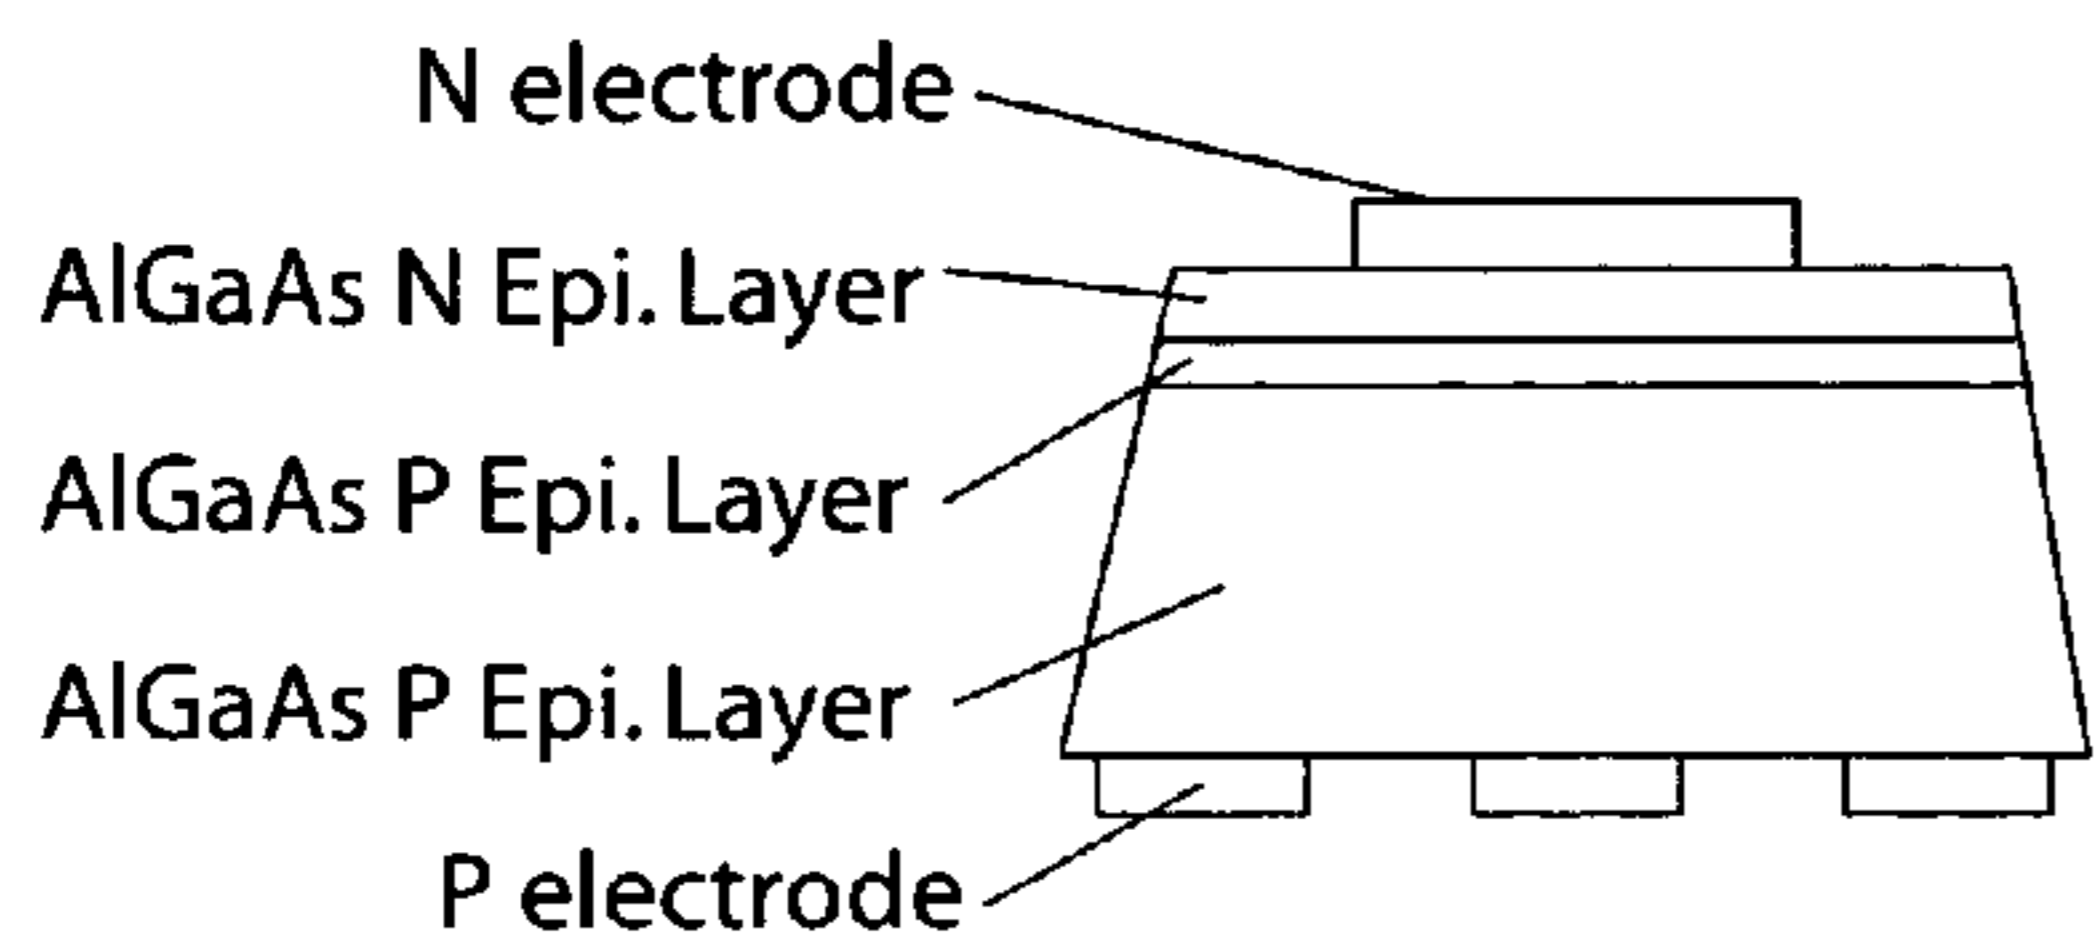 N electrode
AlGaAs N Epi. Layer
AlGaAs P Epi. Layer
AlGaAs P Epi. Layer
P electrode